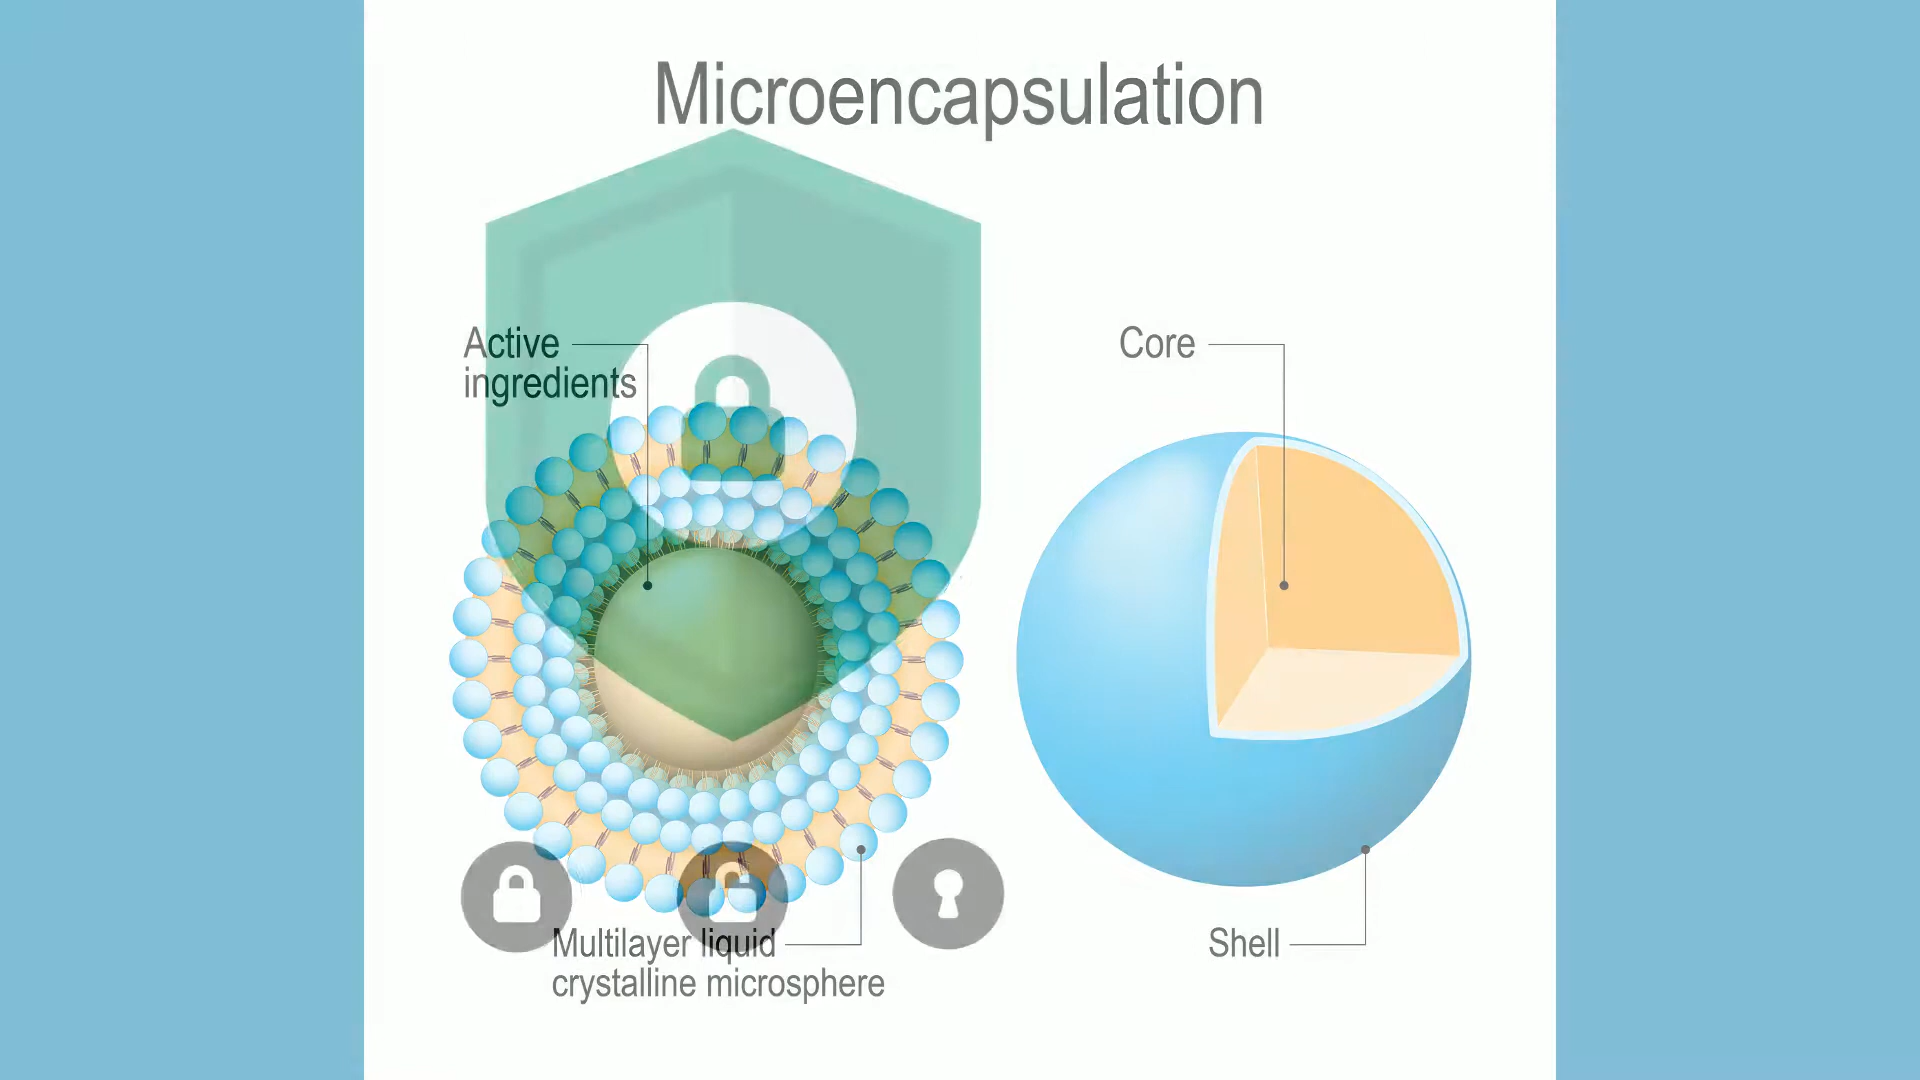 Microencapsulation
Active
ingredients
Core
Multilayer liquid
crystalline microsphere
Shell